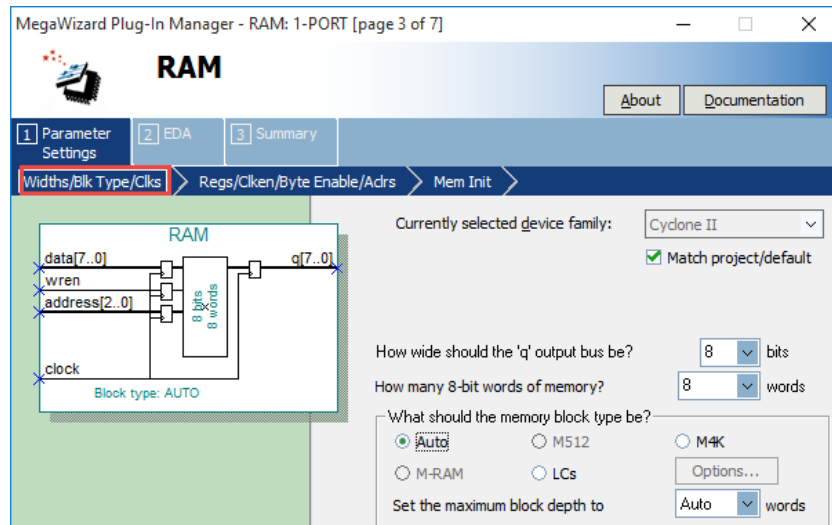 MegaWizard Plug-In Manager - RAM: 1-PORT [page 3 of 7]
RAM
About
Documentation
1 Parameter Settings
2 EDA
3 Summary
Widths/Blk Type/Clks
Regs/Clken/Byte Enable/Aclrs
Mem Init
RAM
data[7..0]
wren
address[2..0]
clock
q[7..0]
8 bits
8 words
Block type: AUTO
Currently selected device family:
Cyclone II
Match project/default
How wide should the 'q' output bus be?
8
bits
How many 8-bit words of memory?
8
words
What should the memory block type be?
Auto
M512
M4K
M-RAM
LCs
Options...
Set the maximum block depth to
Auto
words